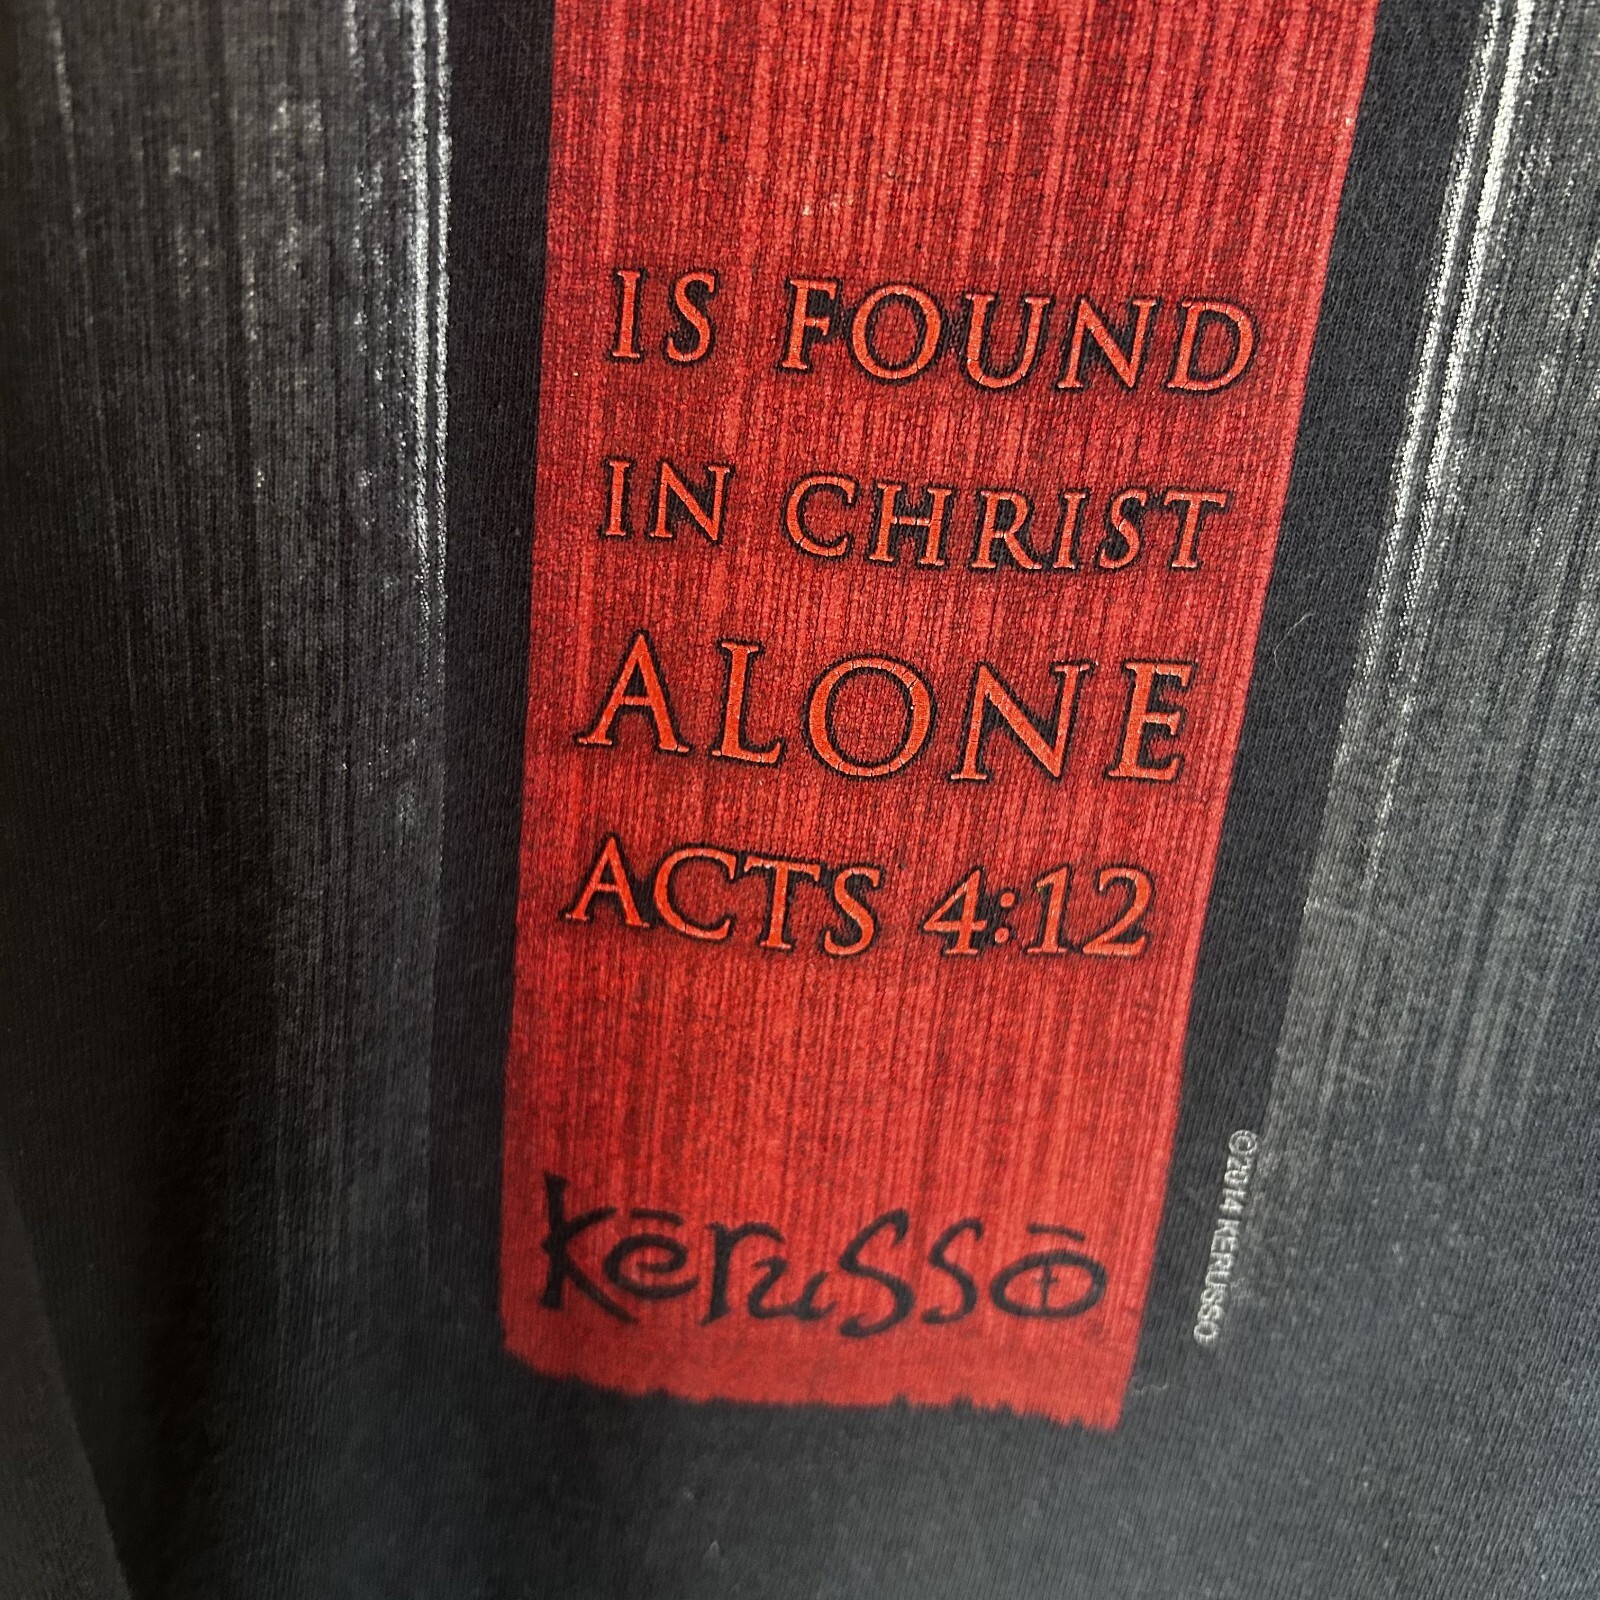 IS FOUND
IN CHRIST
ALONE
ACTS 4:12
kērussō
©2014 KERUSSO